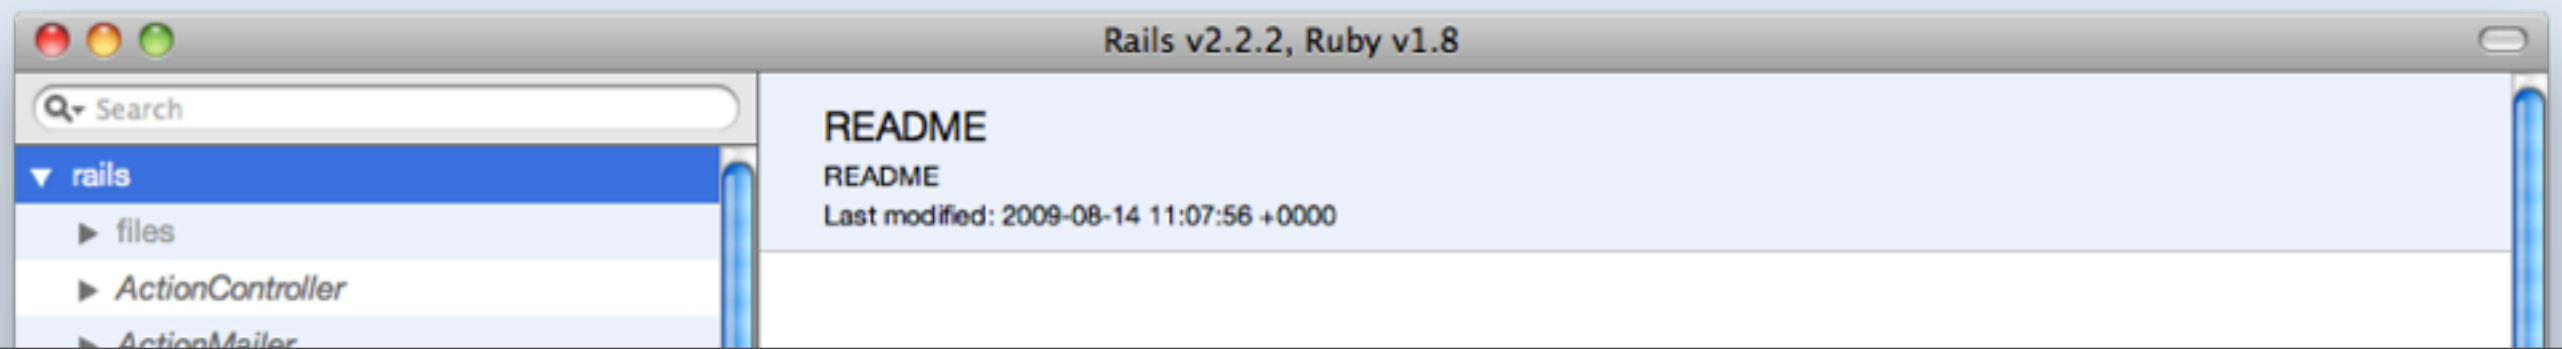 Rails v2.2.2, Ruby v1.8
Search
rails
files
ActionController
ActionMailer
README
README
Last modified: 2009-08-14 11:07:56 +0000